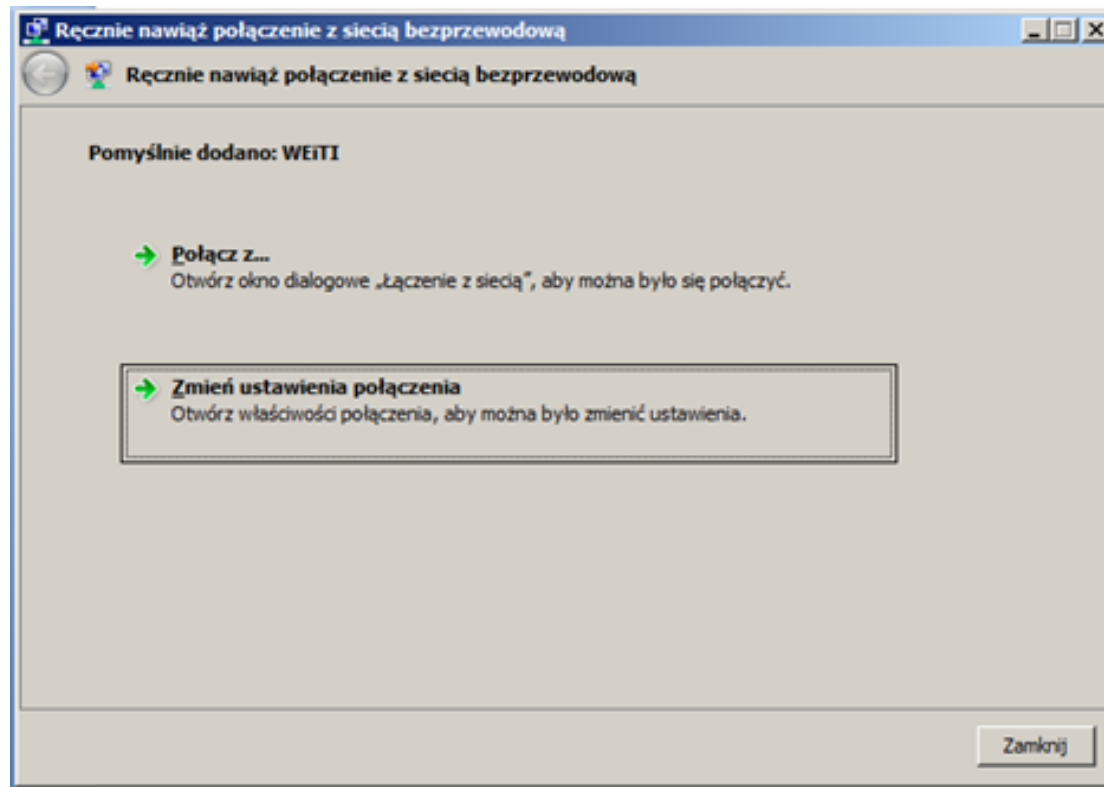 Ręcznie nawiąż połączenie z siecią bezprzewodową
Ręcznie nawiąż połączenie z siecią bezprzewodową
Pomyślnie dodano: WEiTI
Połącz z...
Otwórz okno dialogowe „Łączenie z siecią”, aby można było się połączyć.
Zmień ustawienia połączenia
Otwórz właściwości połączenia, aby można było zmienić ustawienia.
Zamknij